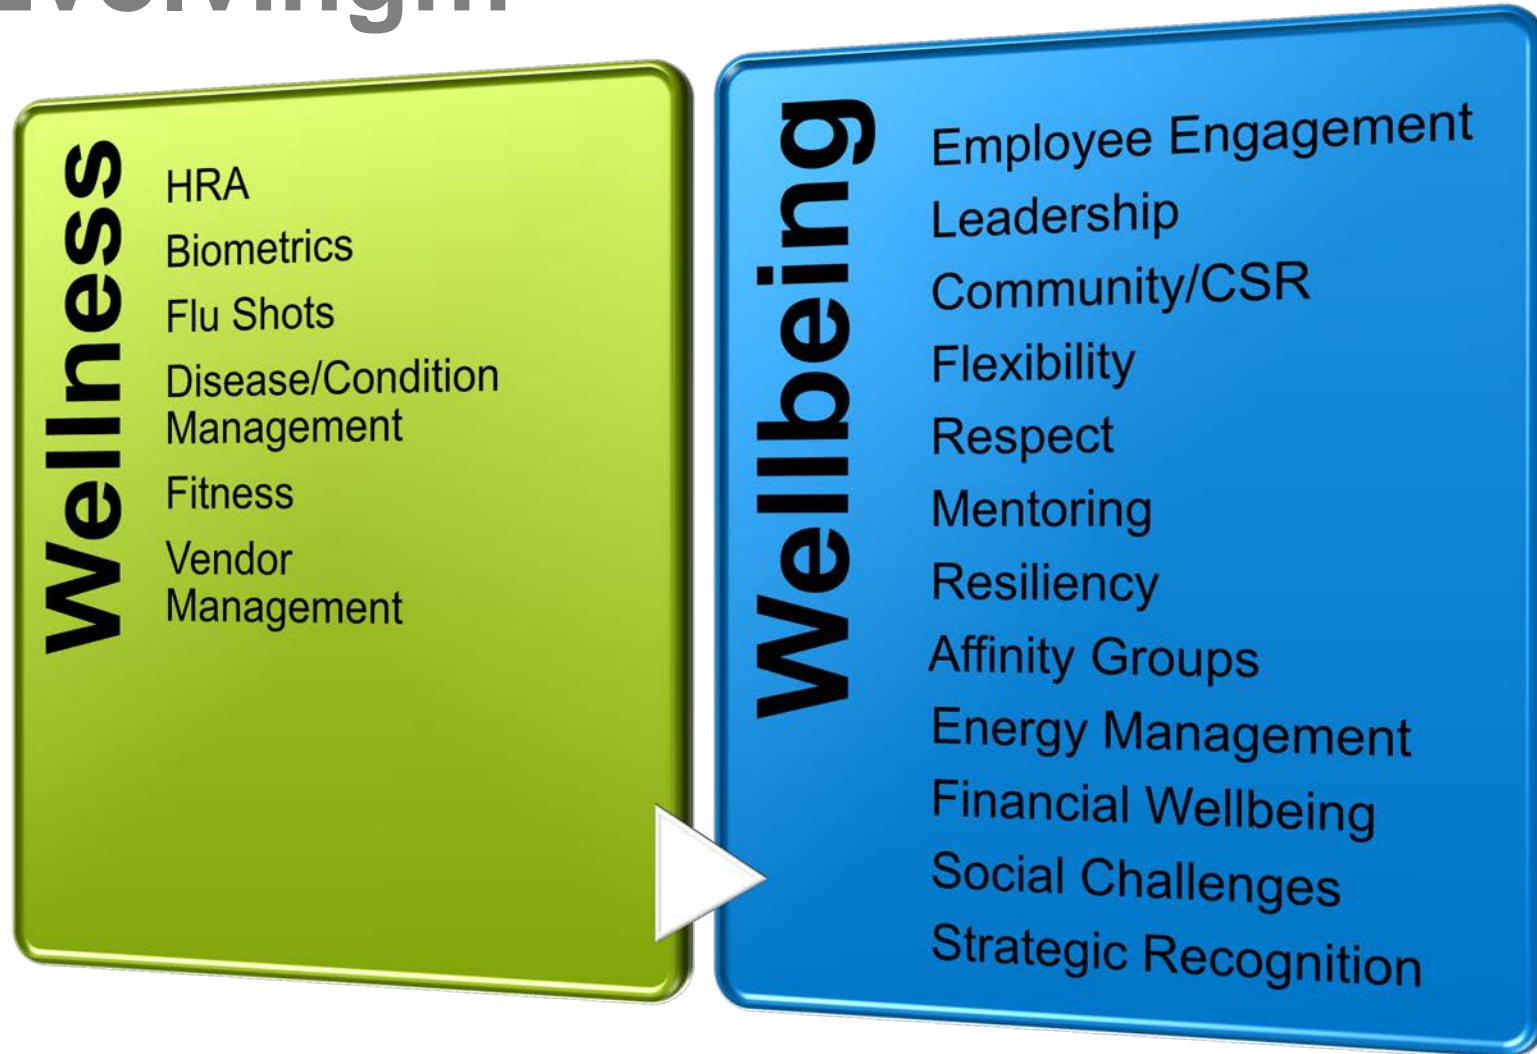 Evolving...
Wellness
HRA
Biometrics
Flu Shots
Disease/Condition
Management
Fitness
Vendor
Management
Wellbeing
Employee Engagement
Leadership
Community/CSR
Flexibility
Respect
Mentoring
Resiliency
Affinity Groups
Energy Management
Financial Wellbeing
Social Challenges
Strategic Recognition